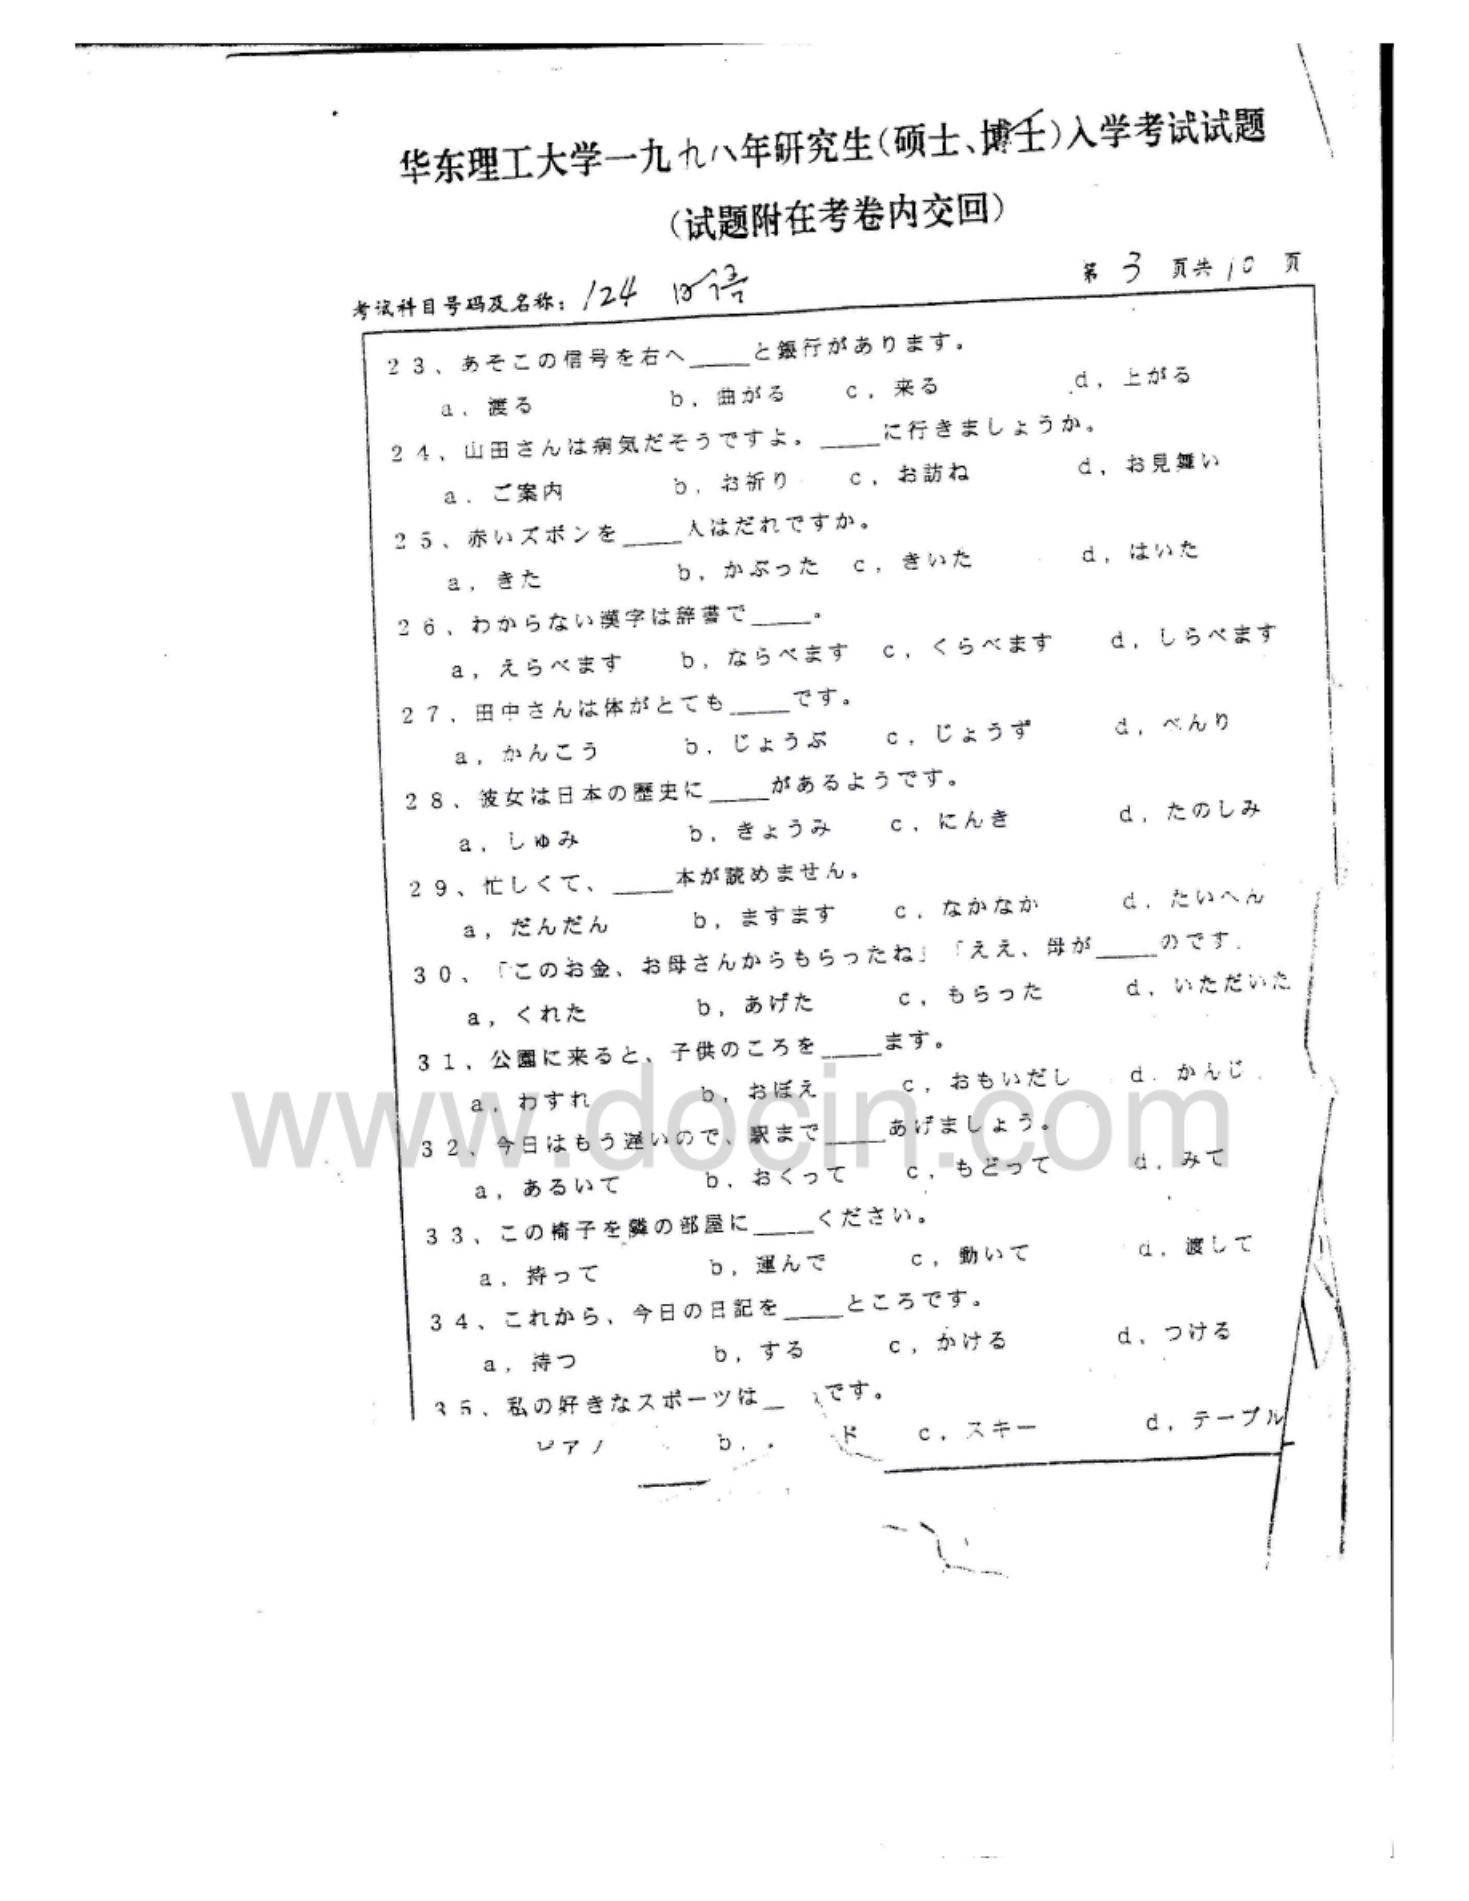 华东理工大学一九九八年研究生(硕士、博士)入学考试试题
(试题附在考卷内交回)
考试科目号码及名称: 124 日语 第 3 页共 10 页
23、あそこの信号を右へ____と銀行があります。
a, 渡る b, 曲がる c, 来る d, 上がる
24、山田さんは病気だそうですよ。____に行きましょうか。
a, ご案内 b, お祈り c, お訪ね d, お見舞い
25、赤いズボンを____人はだれですか。
a, きた b, かぶった c, きいた d, はいた
26、わからない漢字は辞書で____。
a, えらべます b, ならべます c, くらべます d, しらべます
27、田中さんは体がとても____です。
a, かんこう b, じょうぶ c, じょうず d, べんり
28、彼女は日本の歴史に____があるようです。
a, しゅみ b, きょうみ c, にんき d, たのしみ
29、忙しくて、____本が読めません。
a, だんだん b, ますます c, なかなか d, たいへん
30、「このお金、お母さんからもらったね」「ええ、母が____のです.
a, くれた b, あげた c, もらった d, いただいた
31、公園に来ると、子供のころを____ます。
a, わすれ b, おぼえ c, おもいだし d. かんじ
32、今日はもう遅いので、駅まで____あげましょう。
a, あるいて b, おくって c, もどって d, みて
33、この椅子を隣の部屋に____ください。
a, 持って b, 運んで c, 動いて d, 渡して
34、これから、今日の日記を____ところです。
a, 待つ b, する c, かける d, つける
35、私の好きなスポーツは__です。
ピアノ b, ド c, スキー d, テーブル
www.docin.com